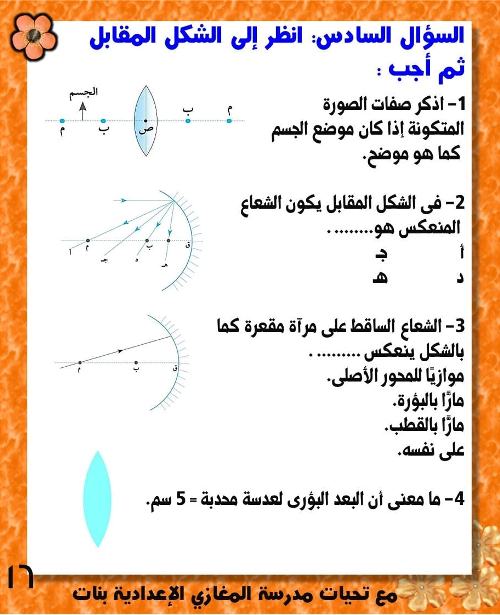 السؤال السادس: انظر إلى الشكل المقابل
ثم أجب :
1- اذكر صفات الصورة
المتكونة إذا كان موضع الجسم
كما هو موضح.
الجسم
م
ب
ص
ب
م
2- فى الشكل المقابل يكون الشعاع
المنعكس هو........ .
أ
جـ
د
هـ
أ
م
جـ
د
ب
هـ
ق
3- الشعاع الساقط على مرآة مقعرة كما
بالشكل ينعكس ......... .
موازيًا للمحور الأصلى.
مارًا بالبؤرة.
مارًا بالقطب.
على نفسه.
م
ب
ق
4- ما معنى أن البعد البؤرى لعدسة محدبة = 5 سم.
١٦
مع تحيات مدرسة المغازي الإعدادية بنات